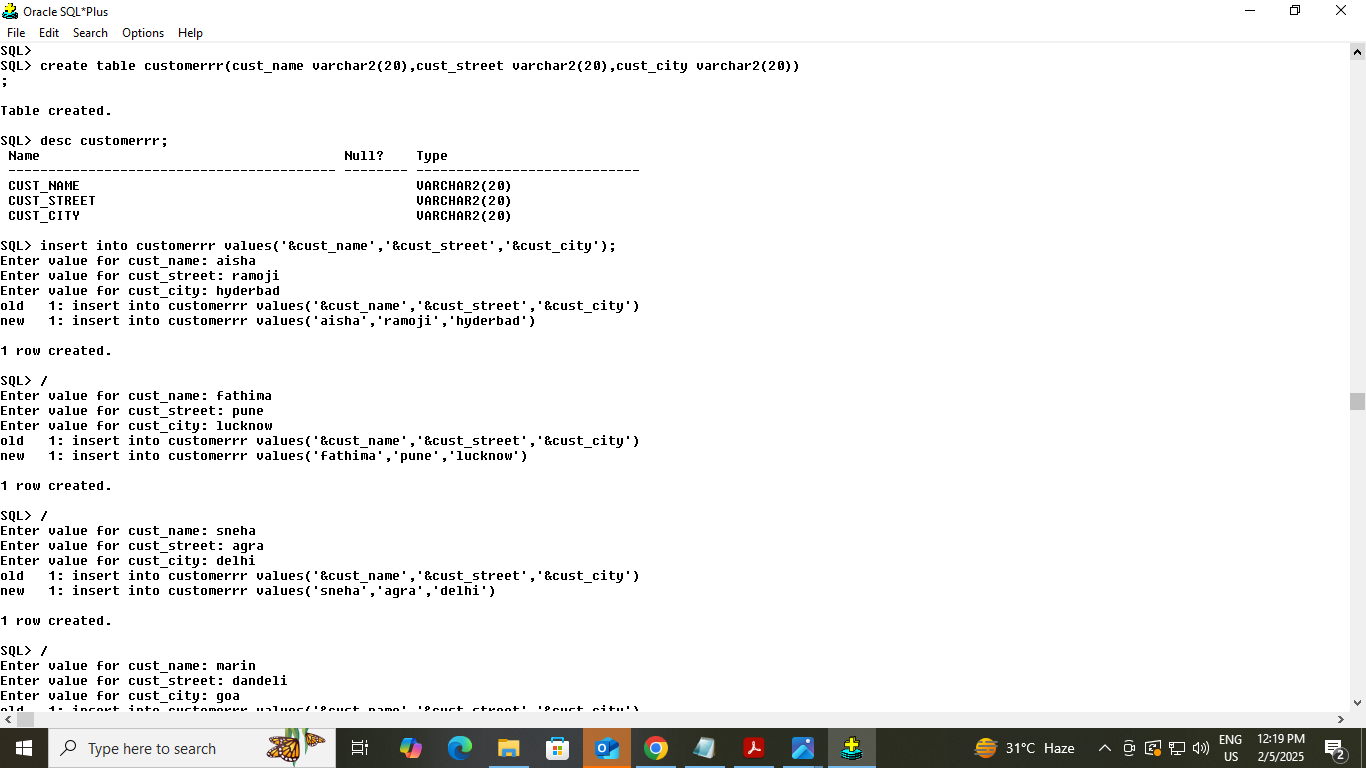 Oracle SQL*Plus
File Edit Search Options Help
SQL>
SQL> create table customerrr(cust_name varchar2(20),cust_street varchar2(20),cust_city varchar2(20))
;
Table created.
SQL> desc customerrr;
Name Null? Type
----------------------------------------- -------- ----------------------------
CUST_NAME VARCHAR2(20)
CUST_STREET VARCHAR2(20)
CUST_CITY VARCHAR2(20)
SQL> insert into customerrr values('&cust_name','&cust_street','&cust_city');
Enter value for cust_name: aisha
Enter value for cust_street: ramoji
Enter value for cust_city: hyderbad
old 1: insert into customerrr values('&cust_name','&cust_street','&cust_city')
new 1: insert into customerrr values('aisha','ramoji','hyderbad')
1 row created.
SQL> /
Enter value for cust_name: fathima
Enter value for cust_street: pune
Enter value for cust_city: lucknow
old 1: insert into customerrr values('&cust_name','&cust_street','&cust_city')
new 1: insert into customerrr values('fathima','pune','lucknow')
1 row created.
SQL> /
Enter value for cust_name: sneha
Enter value for cust_street: agra
Enter value for cust_city: delhi
old 1: insert into customerrr values('&cust_name','&cust_street','&cust_city')
new 1: insert into customerrr values('sneha','agra','delhi')
1 row created.
SQL> /
Enter value for cust_name: marin
Enter value for cust_street: dandeli
Enter value for cust_city: goa
old 1: insert into customerrr values('&cust_name','&cust_street','&cust_city')
Type here to search
31°C Haze
ENG
US
12:19 PM
2/5/2025
2